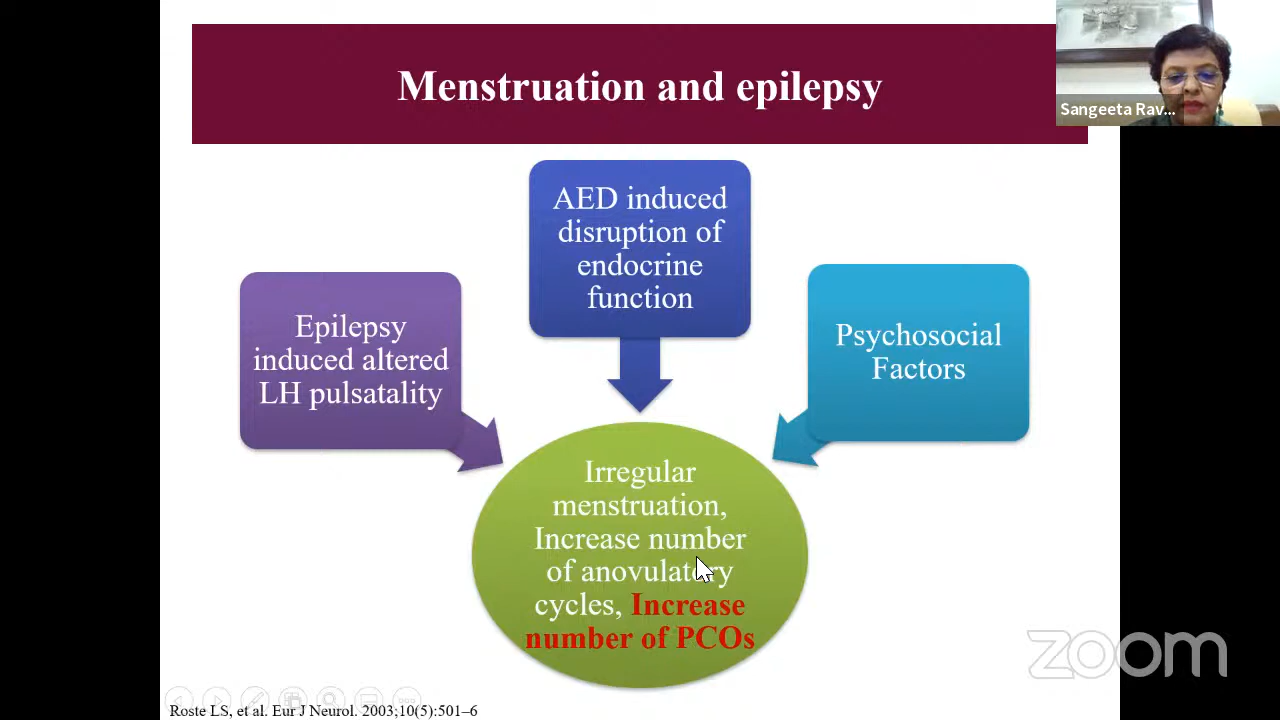 Menstruation and epilepsy
Sangeeta Rav...
AED induced
disruption of
endocrine
function
Epilepsy
induced altered
LH pulsatality
Psychosocial
Factors
Irregular
menstruation,
Increase number
of anovulatory
cycles, Increase
number of PCOs
zoom
Roste LS, et al. Eur J Neurol. 2003;10(5):501–6